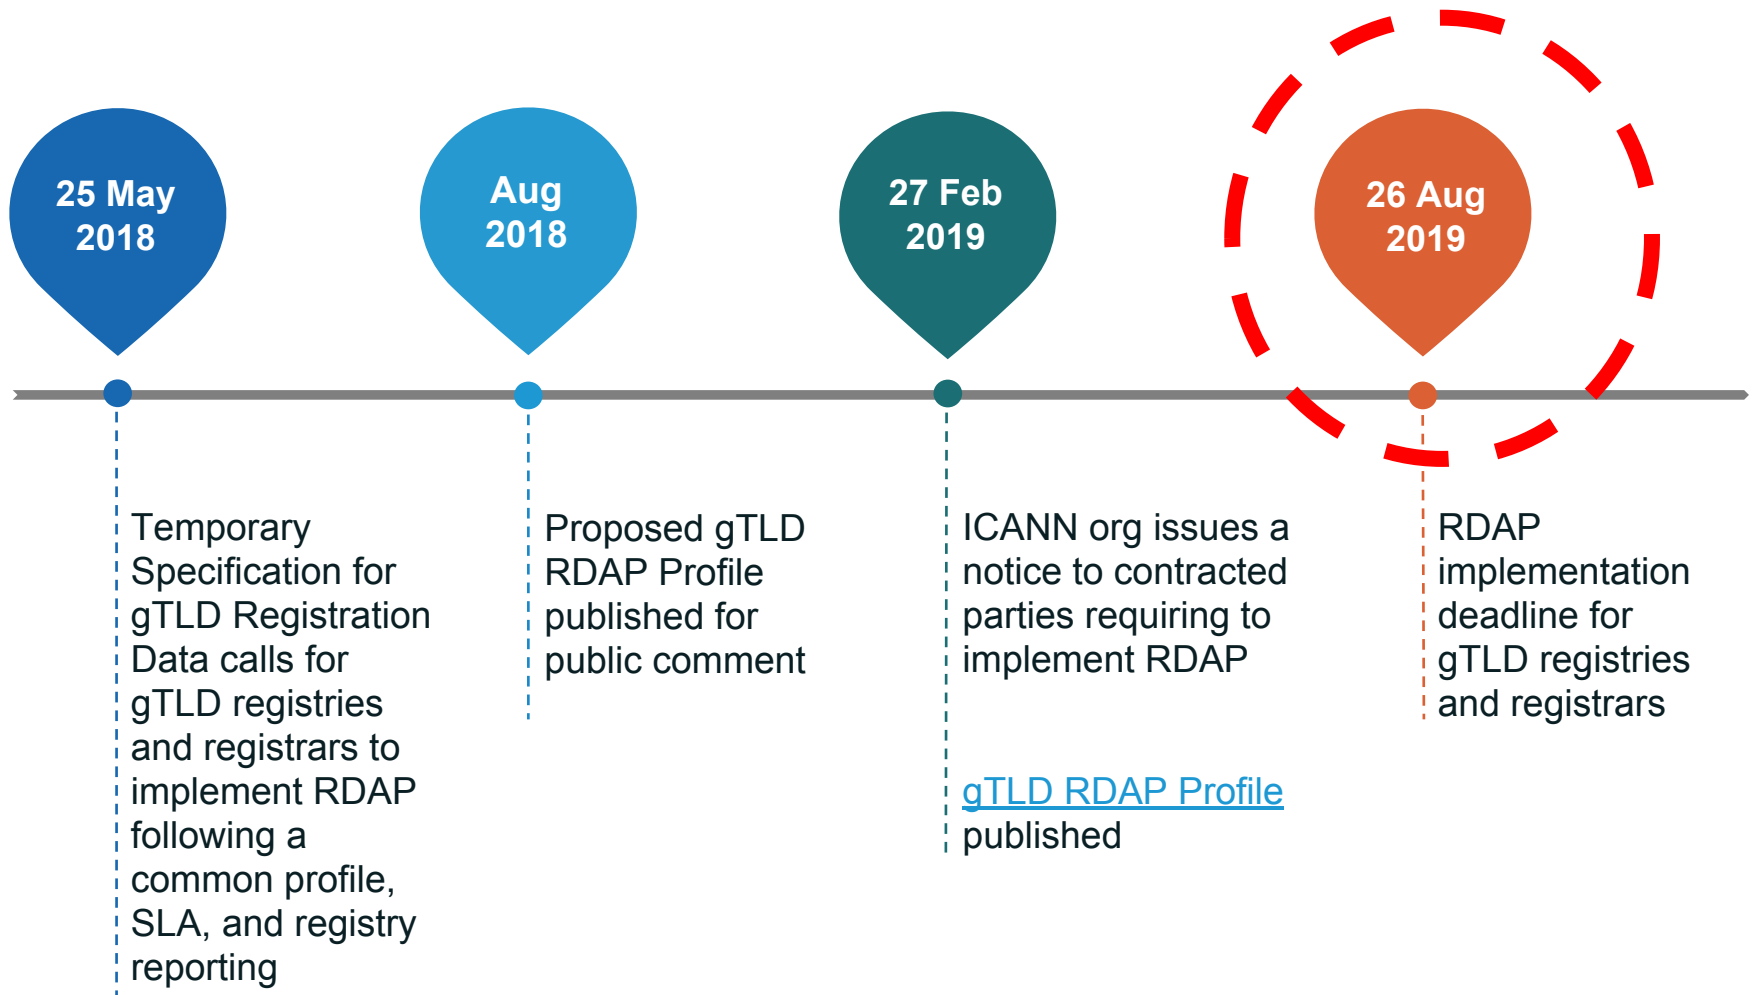 25 May
2018
Aug
2018
27 Feb
2019
26 Aug
2019
Temporary
Specification for
gTLD Registration
Data calls for
gTLD registries
and registrars to
implement RDAP
following a
common profile,
SLA, and registry
reporting
Proposed gTLD
RDAP Profile
published for
public comment
ICANN org issues a
notice to contracted
parties requiring to
implement RDAP
gTLD RDAP Profile
published
RDAP
implementation
deadline for
gTLD registries
and registrars